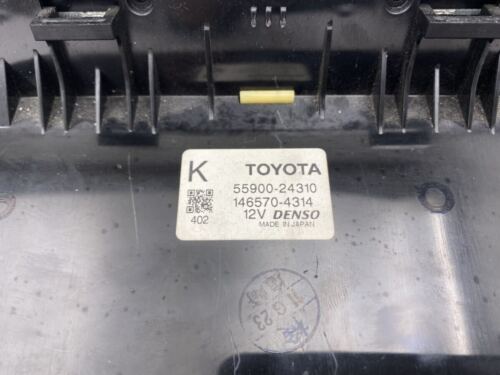 K TOYOTA
55900-24310
146570-4314
402 12V DENSO
MADE IN JAPAN